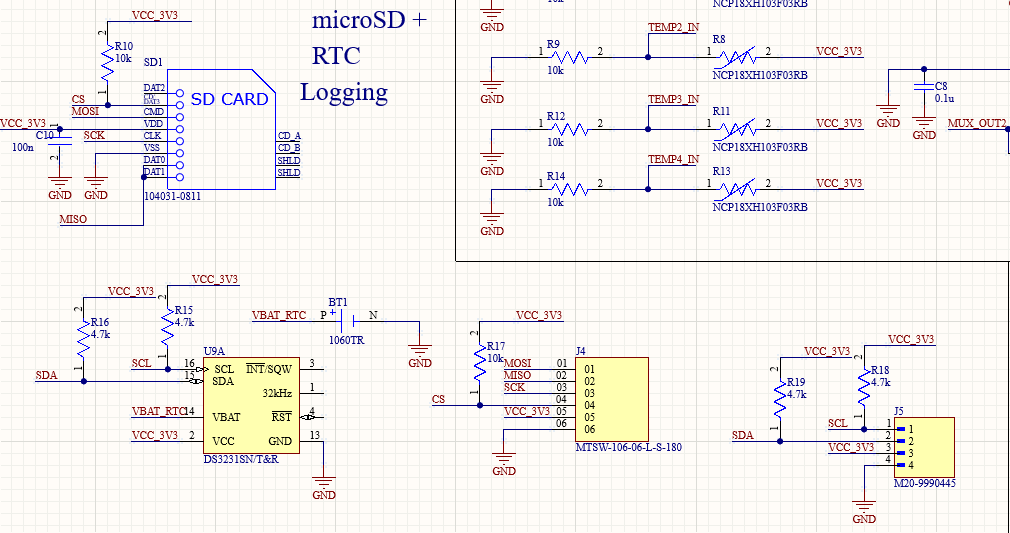 microSD +
RTC
Logging
VCC_3V3
2
R10
10k
1
SD1
SD CARD
CS
MOSI
VCC_3V3
SCK
C10
1
100n
2
GND
GND
MISO
DAT2
CMD
VDD
CLK
VSS
DAT0
DAT1
CD_A
CD_B
SHLD
SHLD
104031-0811
GND
10k
NCP18XH103F03RB
TEMP2_IN
R9
1
2
10k
GND
R8
1
2
VCC_3V3
NCP18XH103F03RB
TEMP3_IN
R12
1
2
10k
GND
R11
1
2
VCC_3V3
NCP18XH103F03RB
TEMP4_IN
R14
1
2
10k
GND
R13
1
2
VCC_3V3
NCP18XH103F03RB
C8
0.1u
GND
GND
MUX_OUT2
VCC_3V3
VCC_3V3
2
R16
4.7k
1
2
R15
4.7k
1
SCL
SDA
VBAT_RTC
VCC_3V3
U9A
16
SCL
15
SDA
14
VBAT
2
VCC
INT/SQW
3
32kHz
1
RST
4
GND
13
DS3231SN/T&R
GND
VBAT_RTC
BT1
P
+
N
1060TR
GND
VCC_3V3
2
R17
10k
1
CS
J4
MOSI
01
01
MISO
02
02
SCK
03
03
04
04
VCC_3V3
05
05
06
06
MTSW-106-06-L-S-180
GND
VCC_3V3
VCC_3V3
2
R19
4.7k
1
2
R18
4.7k
1
SDA
SCL
VCC_3V3
J5
1
1
2
2
3
3
4
4
M20-9990445
GND